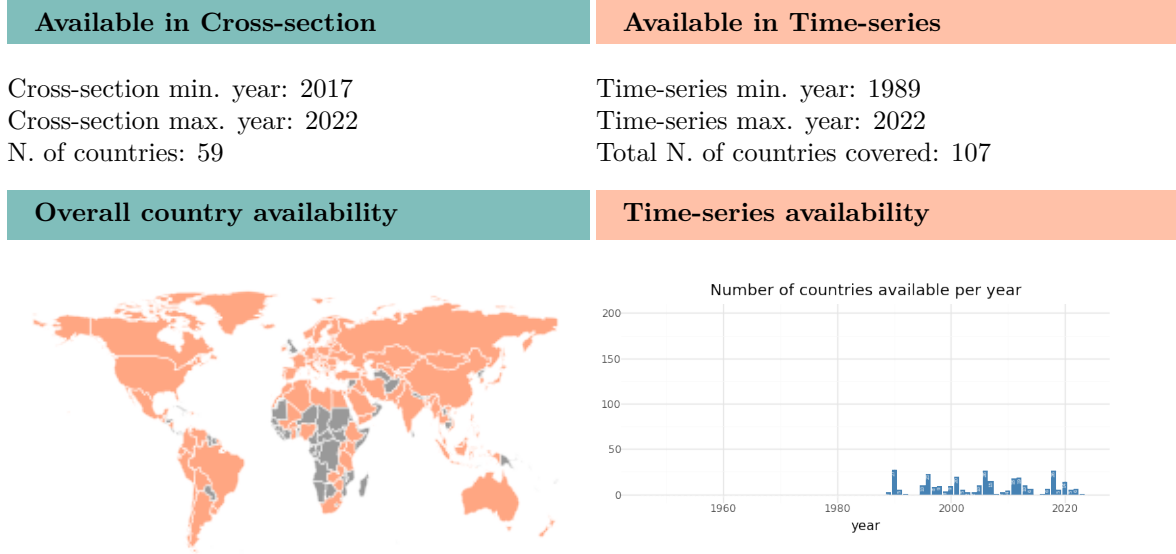 Available in Cross-section
Available in Time-series
Cross-section min. year: 2017
Cross-section max. year: 2022
N. of countries: 59
Time-series min. year: 1989
Time-series max. year: 2022
Total N. of countries covered: 107
Overall country availability
Time-series availability
Number of countries available per year
200
150
100
50
0
1960 1980 2000 2020
year